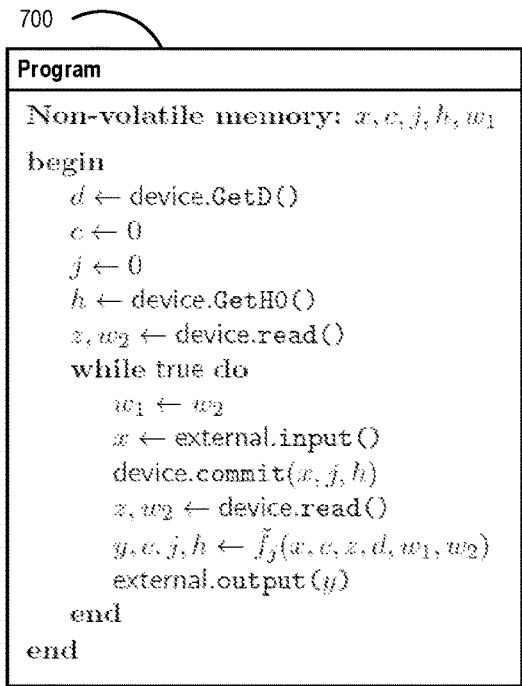 700
Program
Non-volatile memory: x, c, j, h, w₁
begin
d ← device.GetD()
c ← 0
j ← 0
h ← device.GetH0()
z, w₂ ← device.read()
while true do
w₁ ← w₂
x ← external.input()
device.commit(x, j, h)
z, w₂ ← device.read()
y, c, j, h ← f̃ⱼ(x, c, z, d, w₁, w₂)
external.output(y)
end
end